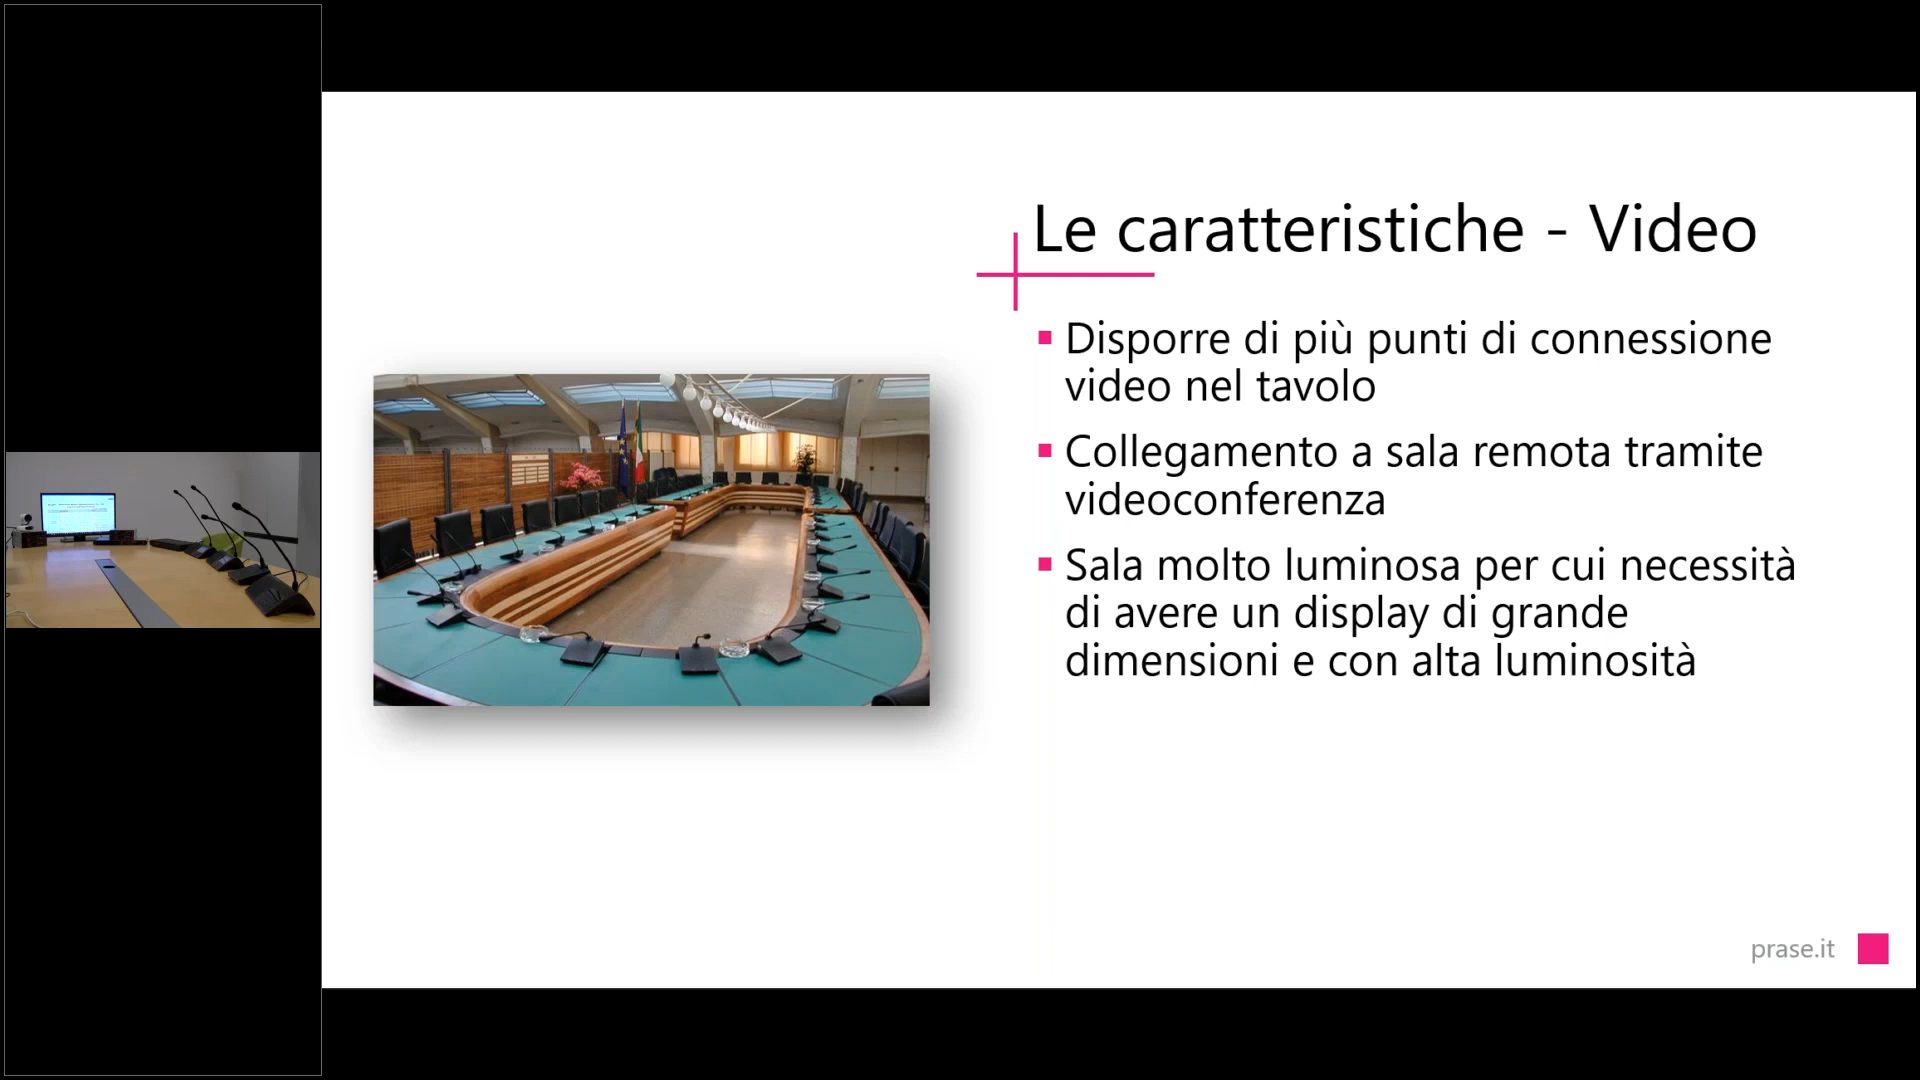 Le caratteristiche - Video
Disporre di più punti di connessione
video nel tavolo
Collegamento a sala remota tramite
videoconferenza
Sala molto luminosa per cui necessità
di avere un display di grande
dimensioni e con alta luminosità
prase.it